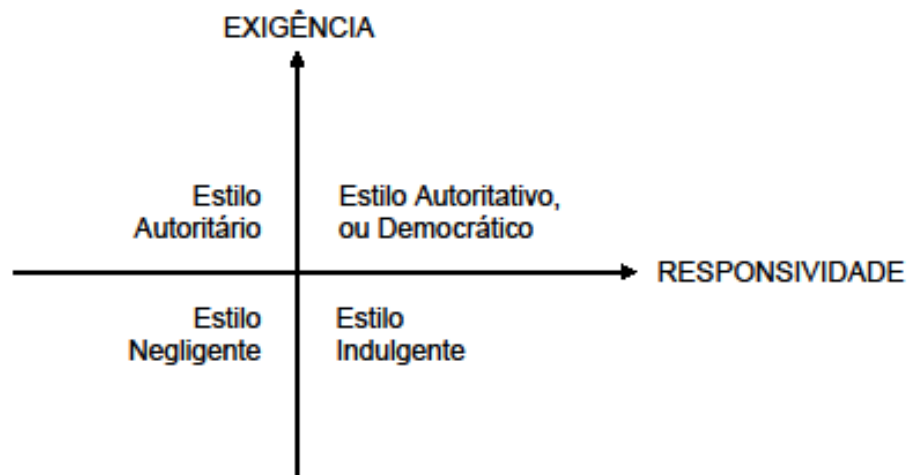 EXIGÊNCIA
Estilo
Autoritário
Estilo Autoritativo,
ou Democrático
RESPONSIVIDADE
Estilo
Negligente
Estilo
Indulgente